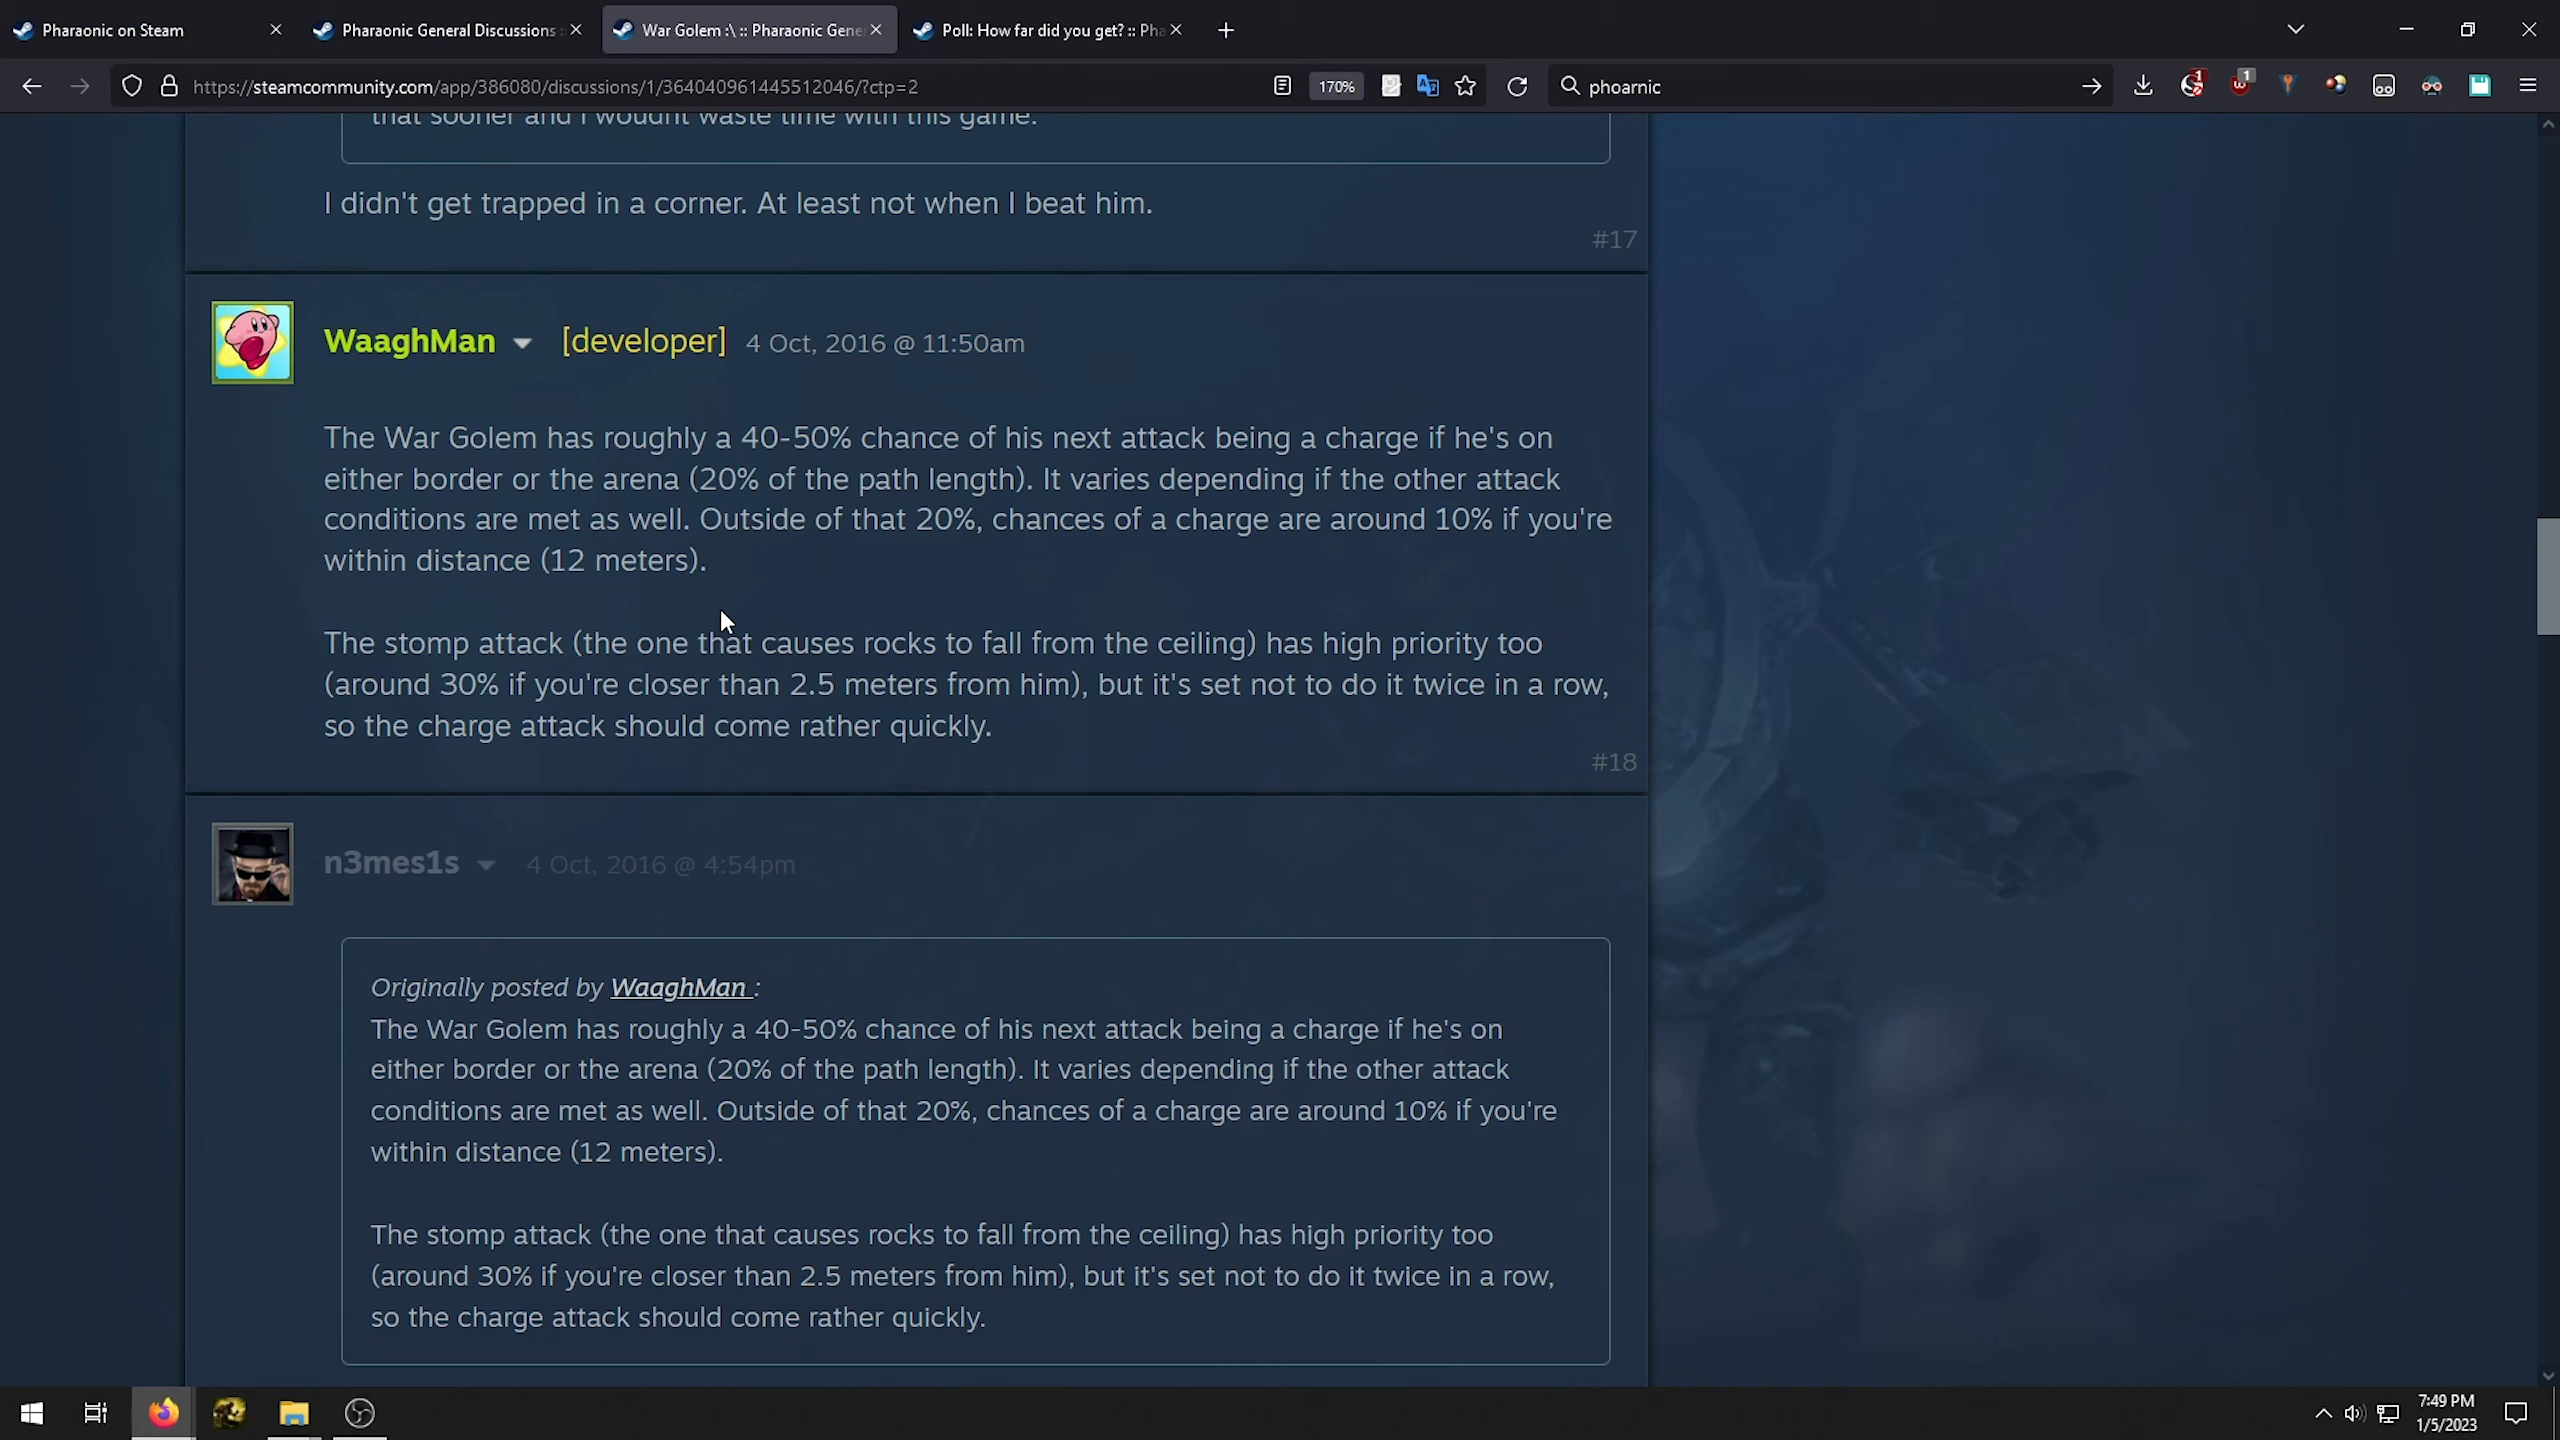 Pharaonic on Steam
Pharaonic General Discussions :
War Golem :\ :: Pharaonic Gene
Poll: How far did you get? :: Pha
https://steamcommunity.com/app/386080/discussions/1/364040961445512046/?ctp=2
170%
phoarnic
1
1
that sooner and I woudnt waste time with this game.
I didn't get trapped in a corner. At least not when I beat him.
#17
WaaghMan [developer] 4 Oct, 2016 @ 11:50am
The War Golem has roughly a 40-50% chance of his next attack being a charge if he's on
either border or the arena (20% of the path length). It varies depending if the other attack
conditions are met as well. Outside of that 20%, chances of a charge are around 10% if you're
within distance (12 meters).
The stomp attack (the one that causes rocks to fall from the ceiling) has high priority too
(around 30% if you're closer than 2.5 meters from him), but it's set not to do it twice in a row,
so the charge attack should come rather quickly.
#18
n3mes1s 4 Oct, 2016 @ 4:54pm
Originally posted by WaaghMan :
The War Golem has roughly a 40-50% chance of his next attack being a charge if he's on
either border or the arena (20% of the path length). It varies depending if the other attack
conditions are met as well. Outside of that 20%, chances of a charge are around 10% if you're
within distance (12 meters).
The stomp attack (the one that causes rocks to fall from the ceiling) has high priority too
(around 30% if you're closer than 2.5 meters from him), but it's set not to do it twice in a row,
so the charge attack should come rather quickly.
7:49 PM
1/5/2023